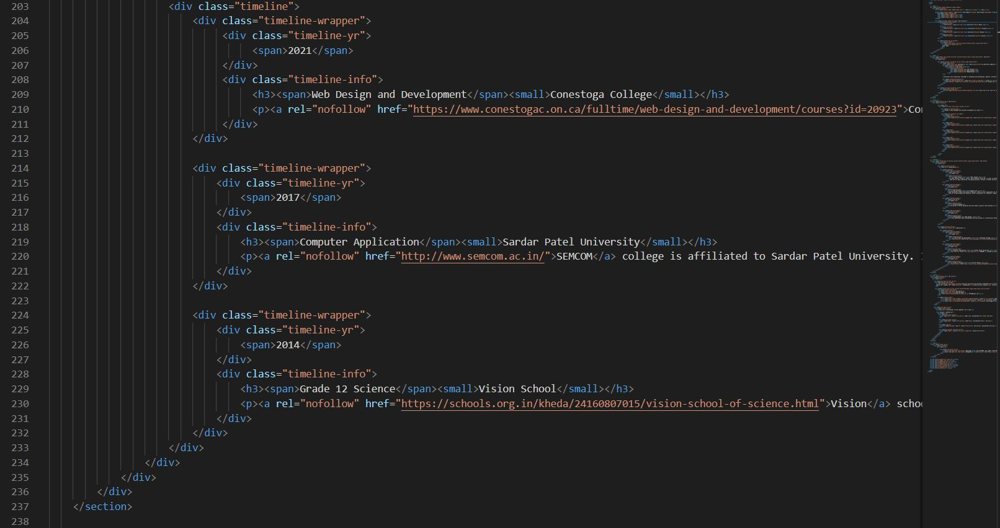 203 <div class="timeline">
204 <div class="timeline-wrapper">
205 <div class="timeline-yr">
206 <span>2021</span>
207 </div>
208 <div class="timeline-info">
209 <h3><span>Web Design and Development</span><small>Conestoga College</small></h3>
210 <p><a rel="nofollow" href="https://www.conestogac.on.ca/fulltime/web-design-and-development/courses?id=20923">Co
211 </div>
212 </div>
213
214 <div class="timeline-wrapper">
215 <div class="timeline-yr">
216 <span>2017</span>
217 </div>
218 <div class="timeline-info">
219 <h3><span>Computer Application</span><small>Sardar Patel University</small></h3>
220 <p><a rel="nofollow" href="http://www.semcom.ac.in/">SEMCOM</a> college is affiliated to Sardar Patel University.
221 </div>
222 </div>
223
224 <div class="timeline-wrapper">
225 <div class="timeline-yr">
226 <span>2014</span>
227 </div>
228 <div class="timeline-info">
229 <h3><span>Grade 12 Science</span><small>Vision School</small></h3>
230 <p><a rel="nofollow" href="https://schools.org.in/kheda/24160807015/vision-school-of-science.html">Vision</a> scho
231 </div>
232 </div>
233 </div>
234 </div>
235 </div>
236 </div>
237 </section>
238